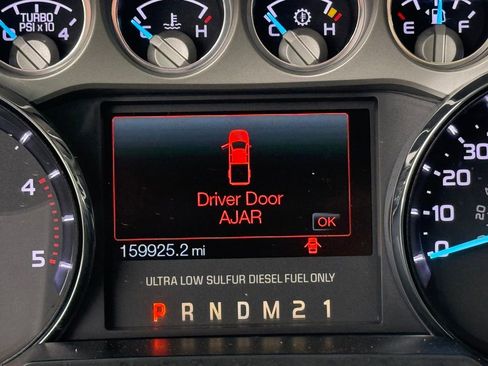 TURBO
PSI x 10
4
C H
C H
E F
Driver Door
AJAR
OK
159925.2 mi
ULTRA LOW SULFUR DIESEL FUEL ONLY
P R N D M 2 1
4
5
30
20
10
0
20